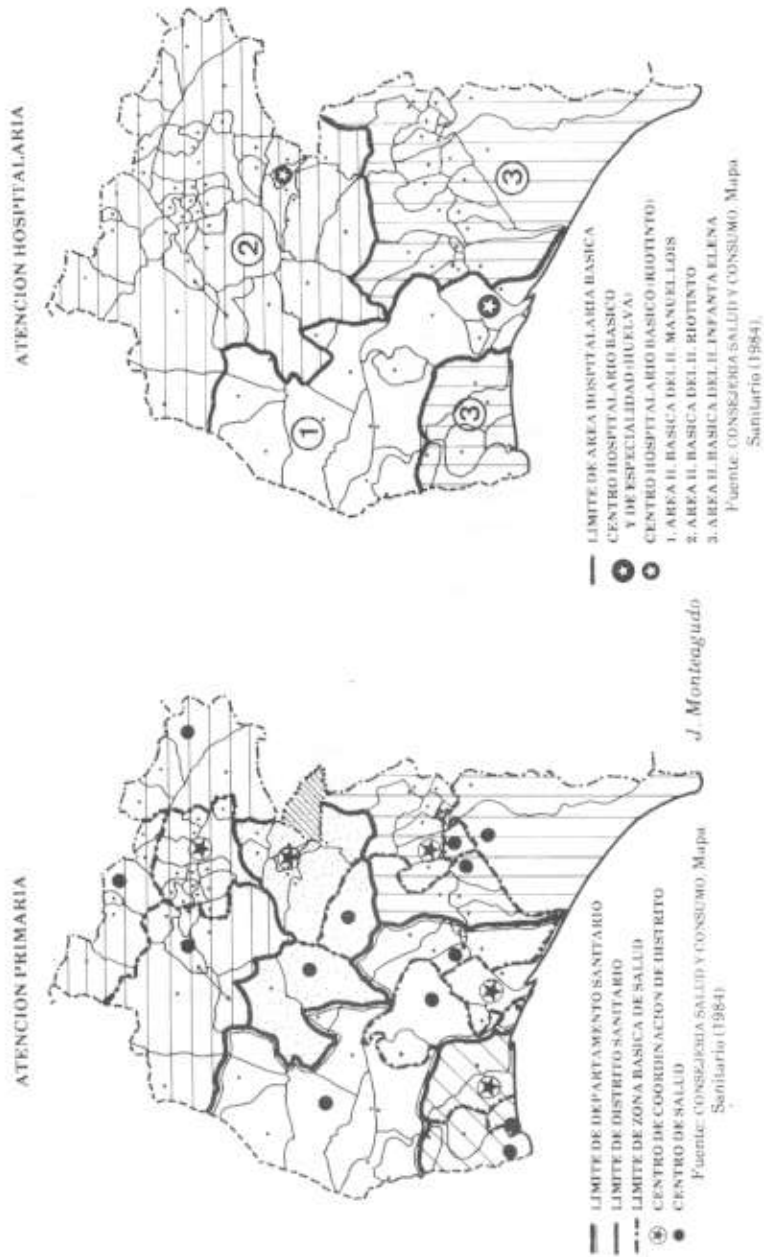 ATENCION PRIMARIA
LIMITE DE DEPARTAMENTO SANITARIO
LIMITE DE DISTRITO SANITARIO
LIMITE DE ZONA BASICA DE SALUD
CENTRO DE COORDINACION DE DISTRITO
CENTRO DE SALUD
Fuente: CONSEJERIA SALUD Y CONSUMO. Mapa
Sanitario (1984)
J. Monteagudo
ATENCION HOSPITALARIA
1
2
3
3
LIMITE DE AREA HOSPITALARIA BASICA
CENTRO HOSPITALARIO BASICO
Y DE ESPECIALIDAD (HUELVA)
CENTRO HOSPITALARIO BASICO (RIOTINTO)
1. AREA H. BASICA DEL H. MANUEL LOIS
2. AREA H. BASICA DEL H. RIOTINTO
3. AREA H. BASICA DEL H. INFANTA ELENA
Fuente: CONSEJERIA SALUD Y CONSUMO. Mapa
Sanitario (1984).